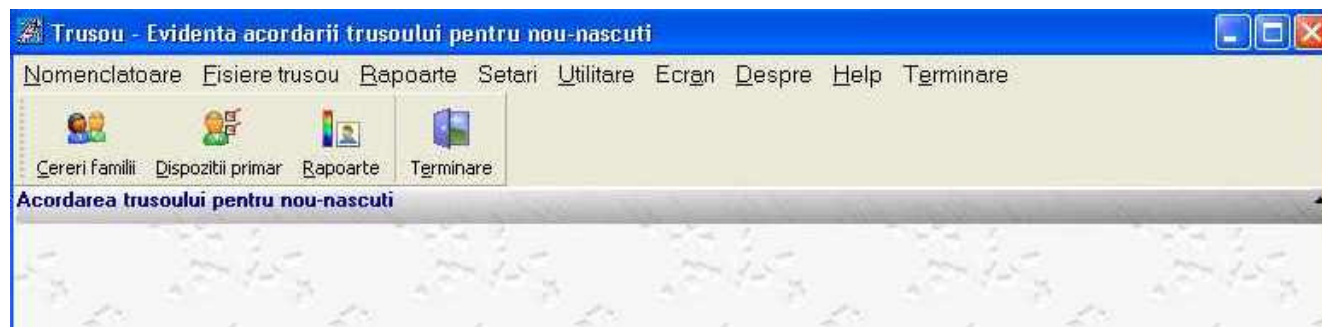 Trusou - Evidenta acordarii trusoului pentru nou-nascuti
Nomenclatoare Fisiere trusou Rapoarte Setari Utilitare Ecran Despre Help Terminare
Cereri familii Dispozitii primar Rapoarte Terminare
Acordarea trusoului pentru nou-nascuti